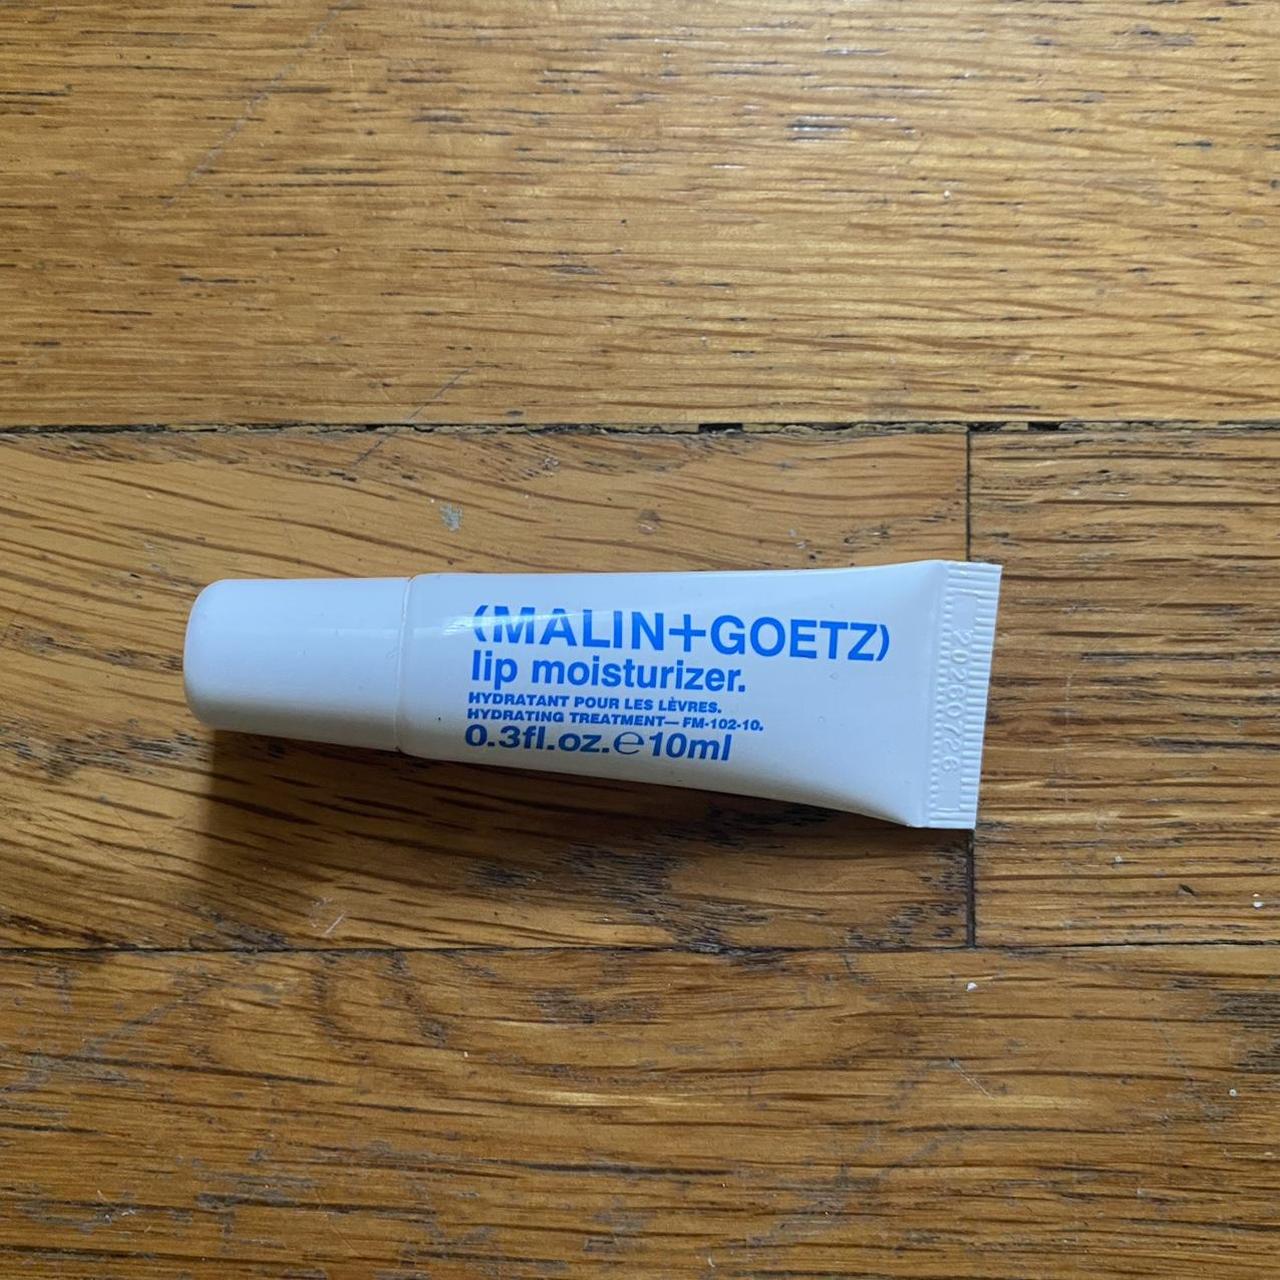 (MALIN+GOETZ)
lip moisturizer.
HYDRATANT POUR LES LÈVRES.
HYDRATING TREATMENT—FM-102-10.
0.3fl.oz.℮10ml
20260726